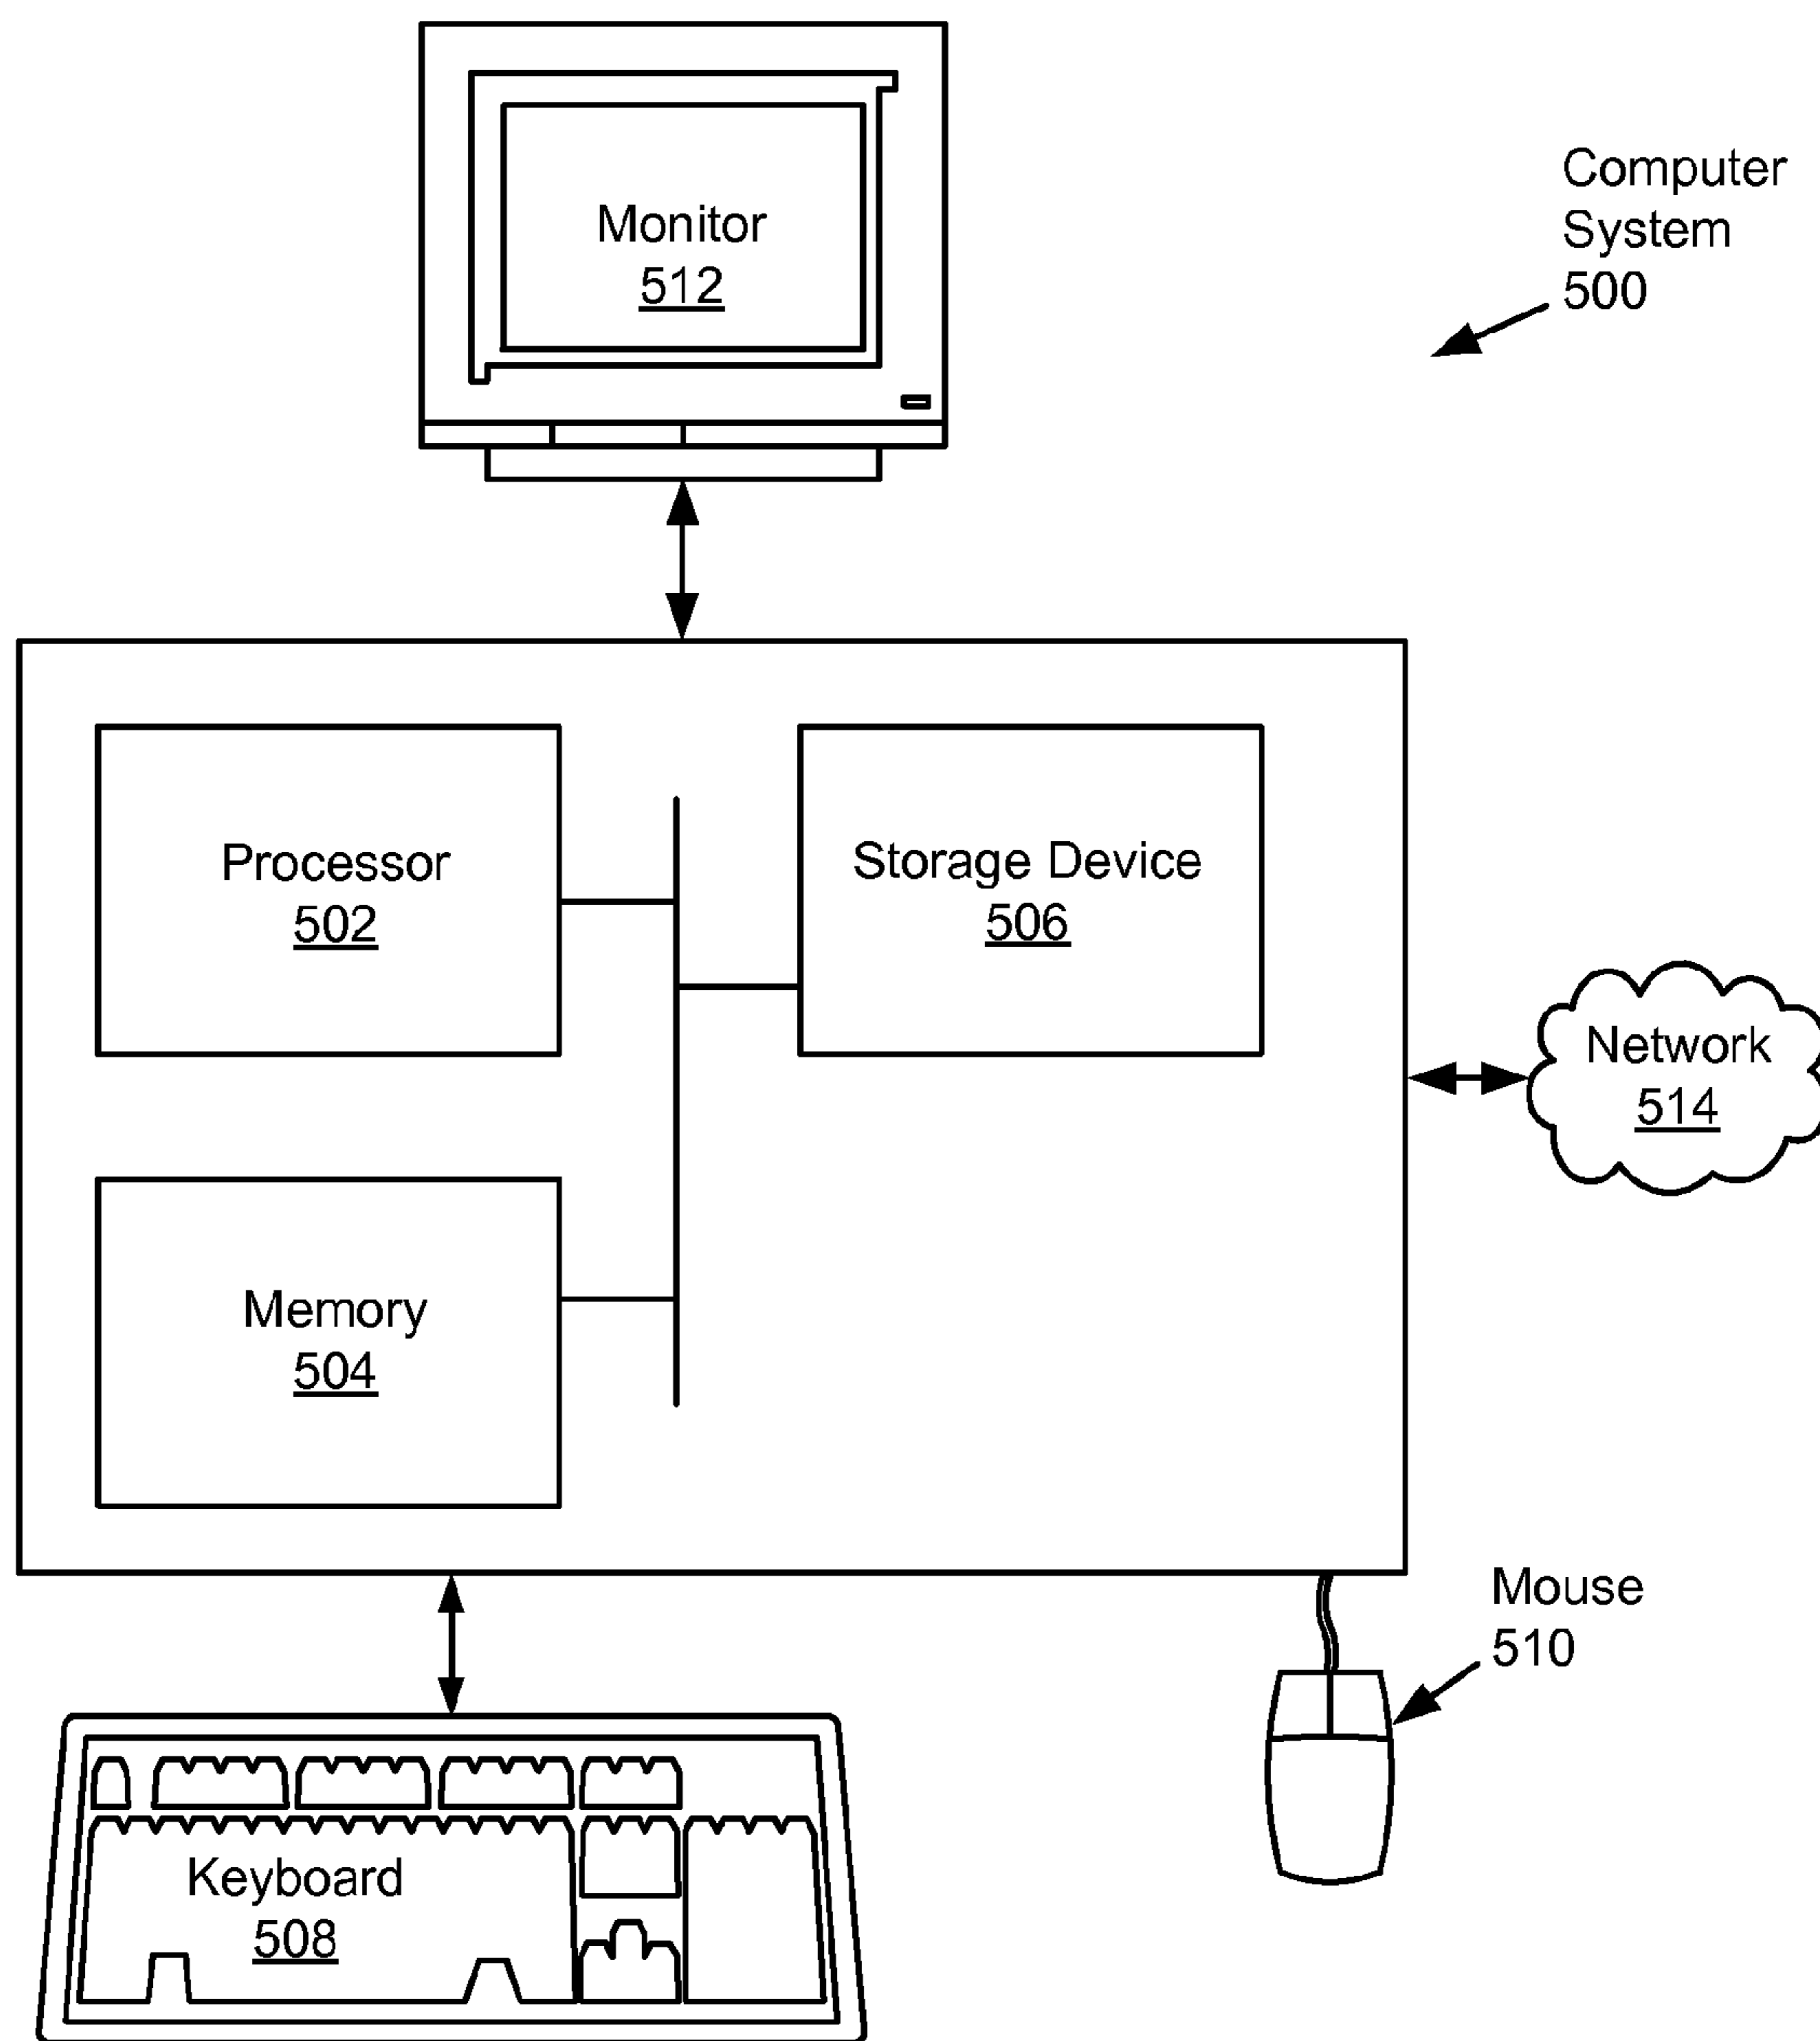 Monitor
512
Computer
System
500
Processor
502
Storage Device
506
Network
514
Memory
504
Mouse
510
Keyboard
508